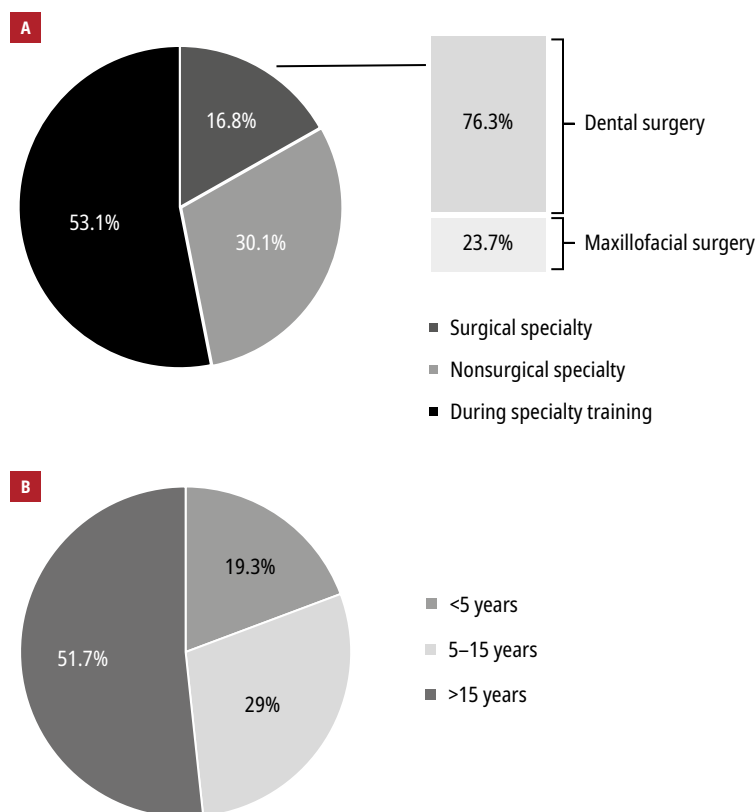 A
16.8%
30.1%
53.1%
76.3%
Dental surgery
23.7%
Maxillofacial surgery
Surgical specialty
Nonsurgical specialty
During specialty training
B
19.3%
29%
51.7%
<5 years
5–15 years
>15 years